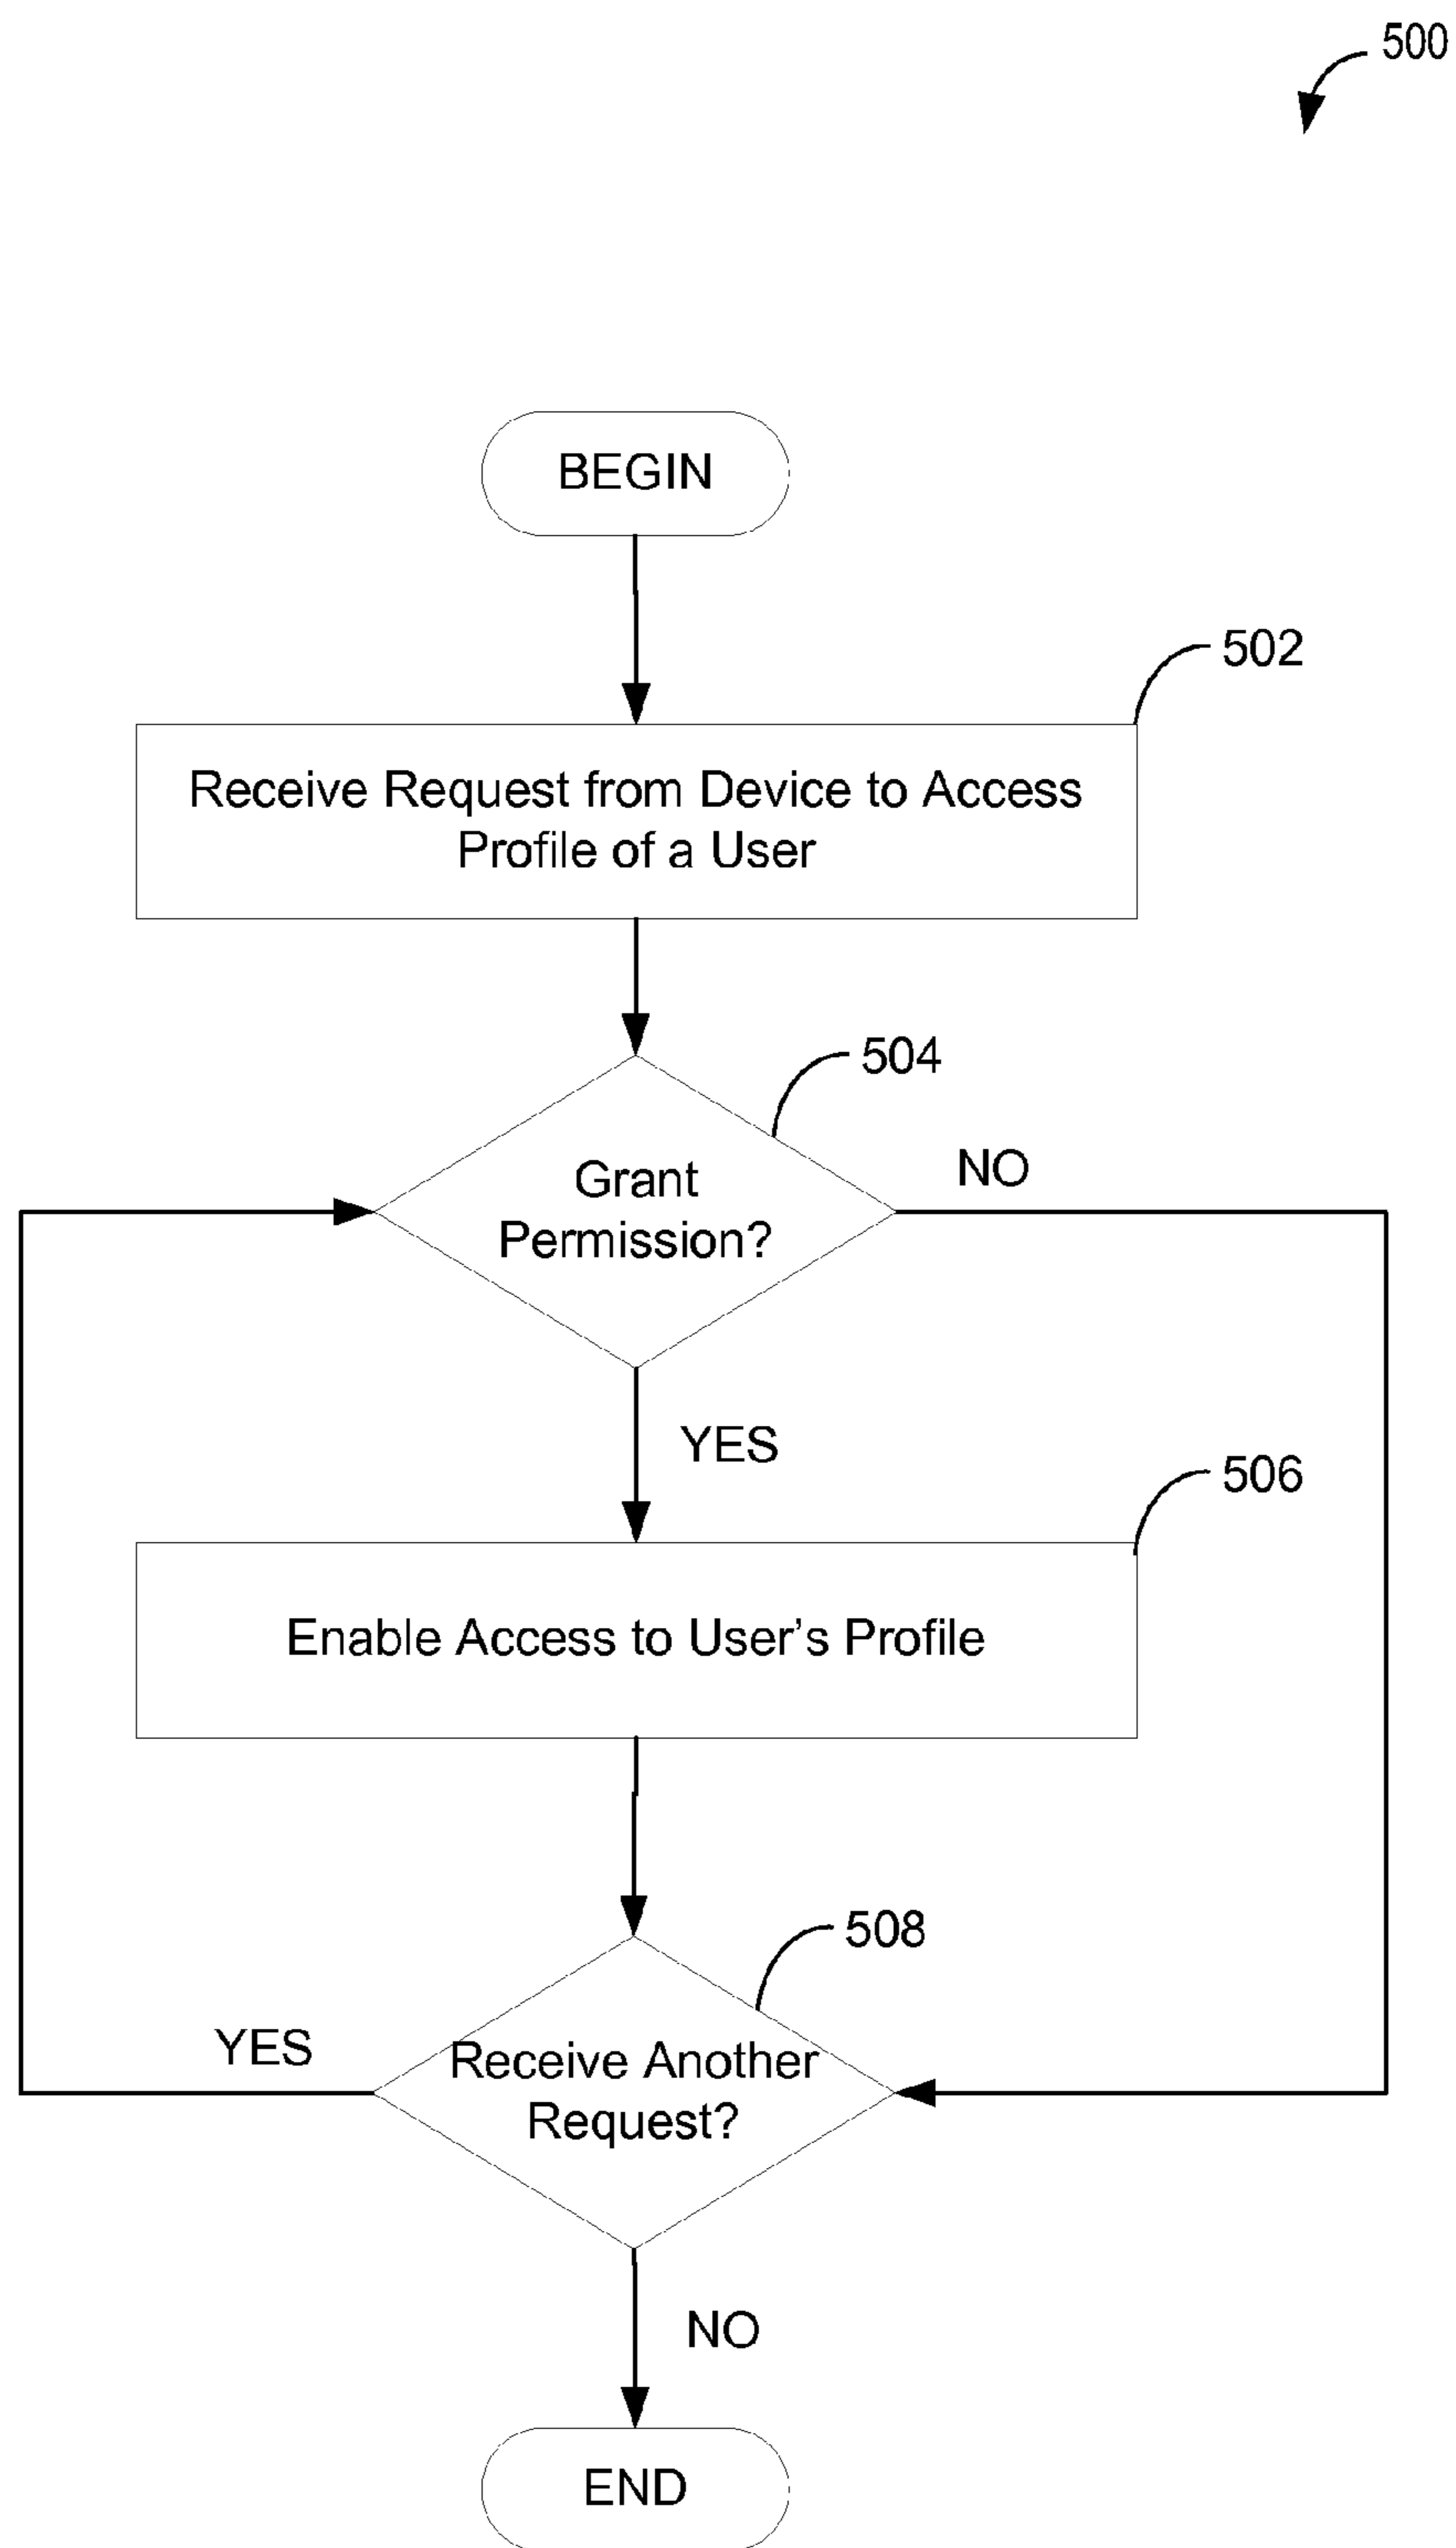 500
BEGIN
502
Receive Request from Device to Access
Profile of a User
504
Grant
Permission?
NO
YES
506
Enable Access to User's Profile
508
YES
Receive Another
Request?
NO
END